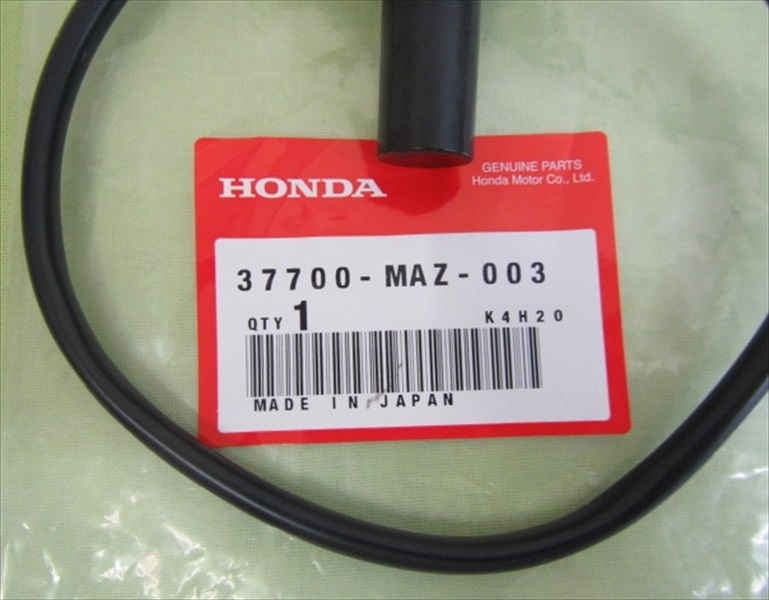 HONDA
GENUINE PARTS
Honda Motor Co., Ltd.
37700-MAZ-003
QTY 1 K4H20
MADE IN JAPAN